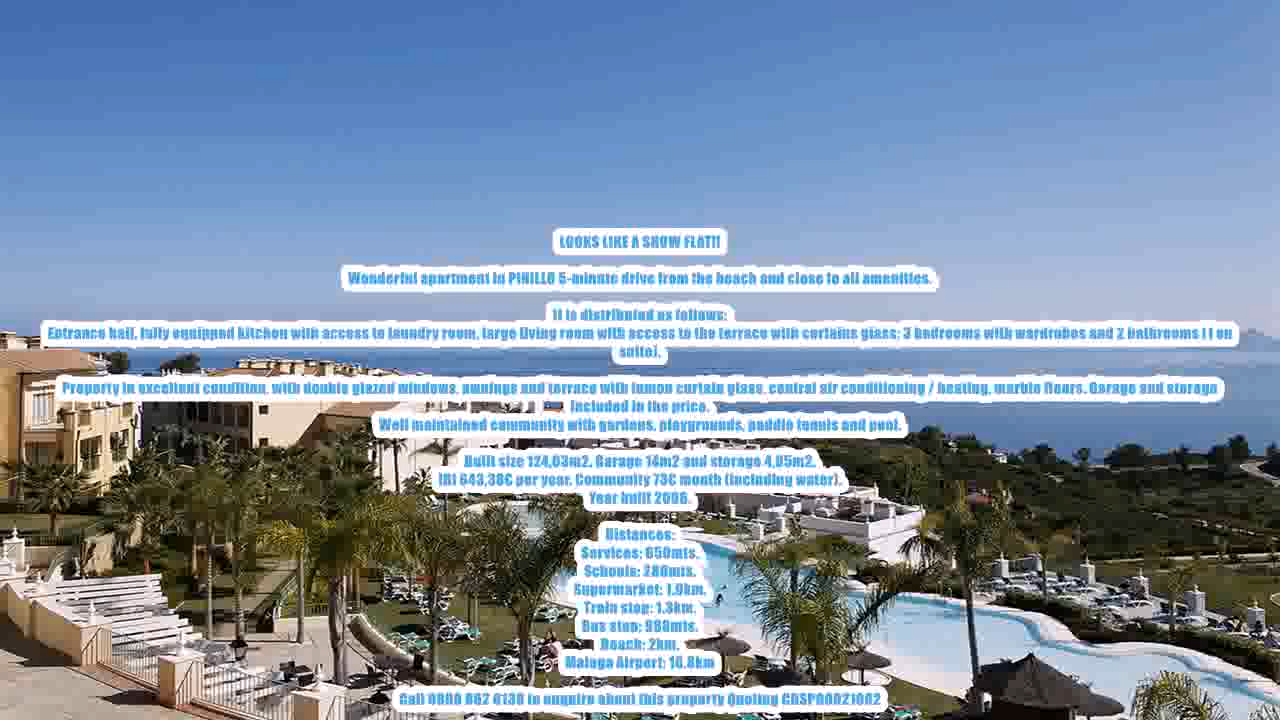 LOOKS LIKE A SHOW FLAT!!
Wonderful apartment in PINILLO 5-minute drive from the beach and close to all amenities.
It is distributed as follows:
Entrance hall, fully equipped kitchen with access to laundry room, large living room with access to the terrace with curtains glass; 3 bedrooms with wardrobes and 2 bathrooms (1 en
suite).
Property in excellent condition, with double glazed windows, awnings and terrace with lumon curtain glass, central air conditioning / heating, marble floors. Garage and storage
included in the price.
Well maintained community with gardens, playgrounds, paddle tennis and pool.
Built size 124,03m2, Garage 14m2 and storage 4,05m2.
IBI 643,38€ per year. Community 73€ month (including water).
Year built 2006.
Distances:
Services: 650mts.
Schools: 280mts.
Supermarket: 1.9km.
Train stop: 1.3km.
Bus stop: 900mts.
Beach: 2km.
Malaga Airport: 10.8km
Call 0800 862 0138 to enquire about this property Quoting